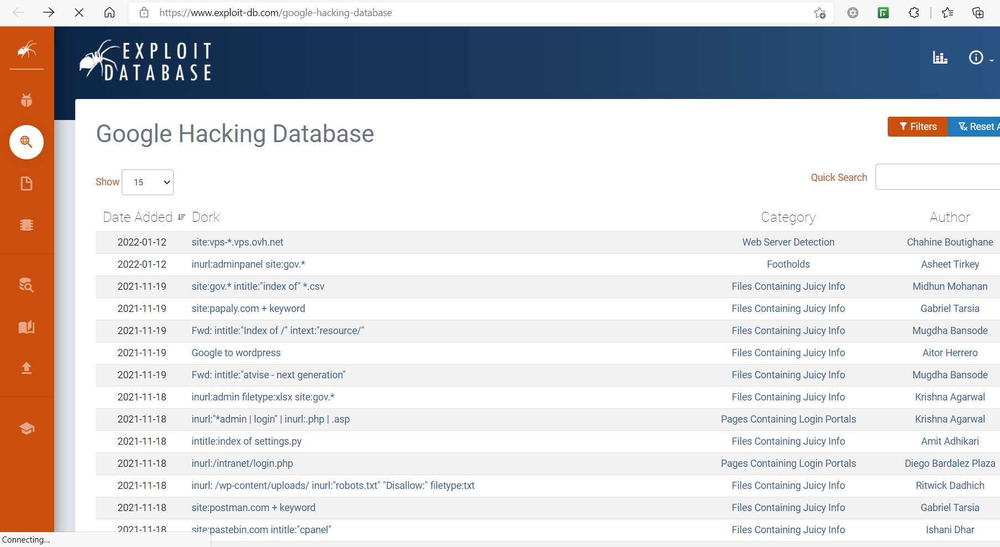 https://www.exploit-db.com/google-hacking-database
EXPLOIT
DATABASE
Google Hacking Database
Filters Reset A
Show 15
Quick Search
Date Added Dork Category Author
2022-01-12 site:vps-*.vps.ovh.net Web Server Detection Chahine Boutighane
2022-01-12 inurl:adminpanel site:gov.* Footholds Asheet Tirkey
2021-11-19 site:gov.* intitle:"index of" *.csv Files Containing Juicy Info Midhun Mohanan
2021-11-19 site:papaly.com + keyword Files Containing Juicy Info Gabriel Tarsia
2021-11-19 Fwd: intitle:"Index of /" intext:"resource/" Files Containing Juicy Info Mugdha Bansode
2021-11-19 Google to wordpress Files Containing Juicy Info Aitor Herrero
2021-11-19 Fwd: intitle:"atvise - next generation" Files Containing Juicy Info Mugdha Bansode
2021-11-18 inurl:admin filetype:xlsx site:gov.* Files Containing Juicy Info Krishna Agarwal
2021-11-18 inurl:"*admin | login" | inurl:.php | .asp Pages Containing Login Portals Krishna Agarwal
2021-11-18 intitle:index of settings.py Files Containing Juicy Info Amit Adhikari
2021-11-18 inurl:/intranet/login.php Pages Containing Login Portals Diego Bardalez Plaza
2021-11-18 inurl: /wp-content/uploads/ inurl:"robots.txt" "Disallow:" filetype:txt Files Containing Juicy Info Ritwick Dadhich
2021-11-18 site:postman.com + keyword Files Containing Juicy Info Gabriel Tarsia
2021-11-18 site:pastebin.com intitle:"cpanel" Files Containing Juicy Info Ishani Dhar
Connecting...